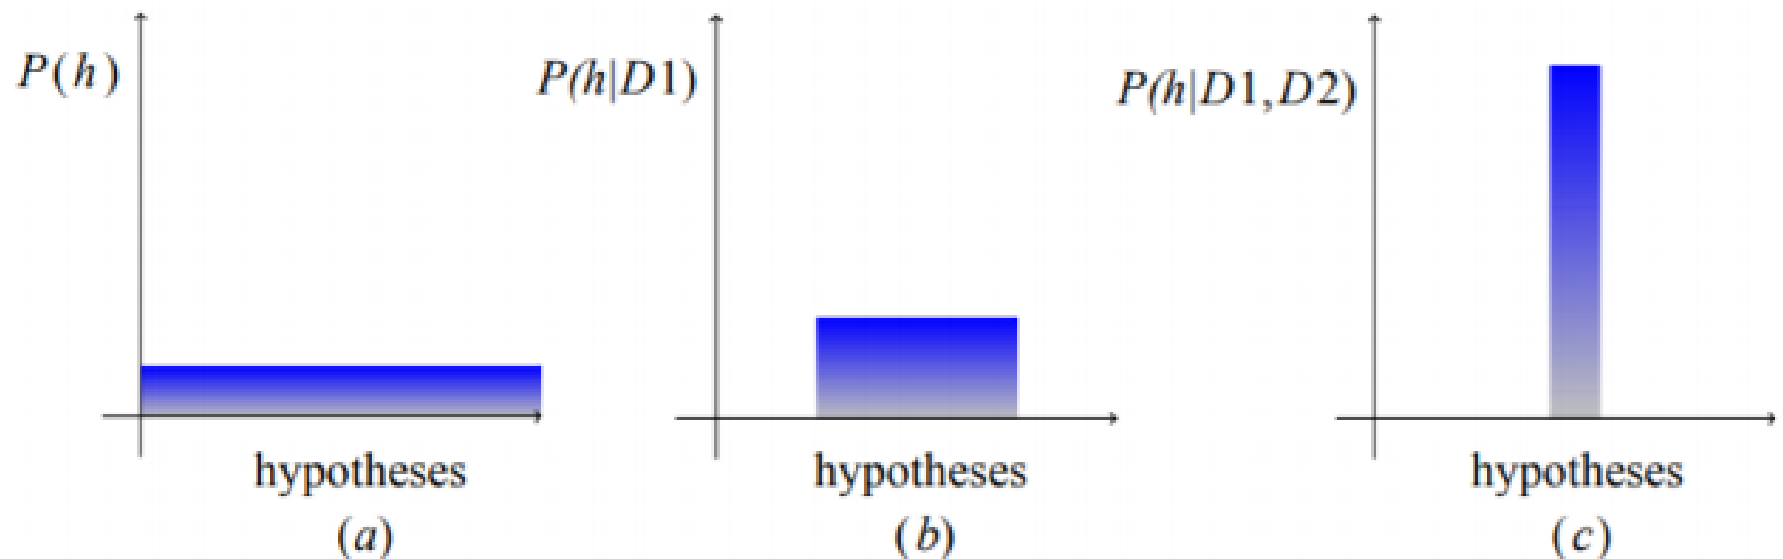 P(h)
P(h|D1)
P(h|D1,D2)
hypotheses
hypotheses
hypotheses
(a)
(b)
(c)